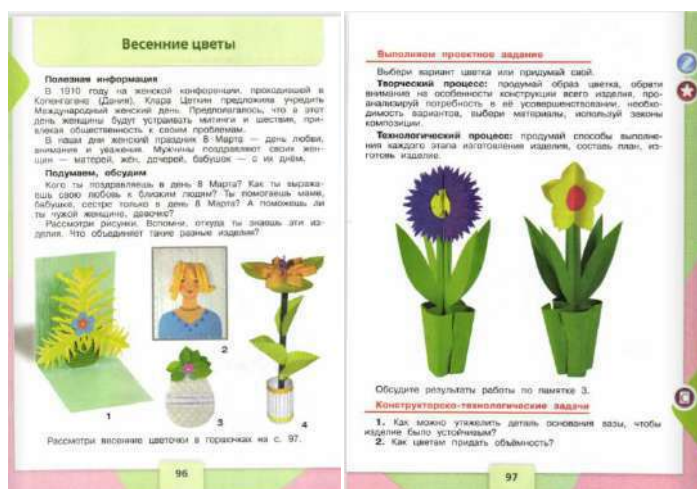 Весенние цветы
Полезная информация
В 1910 году на женской конференции, проходившей в
Копенгагене (Дания), Клара Цеткин предложила учредить
Международный женский день. Предполагалось, что в этот
день женщины будут устраивать митинги и шествия, при-
влекая общественность к своим проблемам.
В наши дни женский праздник 8 Марта — день любви,
внимания и уважения. Мужчины поздравляют своих жен-
щин — матерей, жён, дочерей, бабушек — с их днём.
Подумаем, обсудим
Кого ты поздравляешь в день 8 Марта? Как ты выража-
ешь свою любовь к близким людям? Ты помогаешь маме,
бабушке, сестре только в день 8 Марта? А поможешь ли
ты чужой женщине, девочке?
Рассмотри рисунки. Вспомни, откуда ты знаешь эти из-
делия. Что объединяет такие разные изделия?
1
2
3
4
Рассмотри весенние цветочки в горшочках на с. 97.
96
Выполняем проектное задание
Выбери вариант цветка или придумай свой.
Творческий процесс: продумай образ цветка, обрати
внимание на особенности конструкции всего изделия, про-
анализируй потребность в её усовершенствовании, необхо-
димость вариантов, выбери материалы, используй законы
композиции.
Технологический процесс: продумай способы выполне-
ния каждого этапа изготовления изделия, составь план, из-
готовь изделие.
Обсудите результаты работы по памятке 3.
Конструкторско-технологические задачи
1. Как можно утяжелить деталь основания вазы, чтобы
изделие было устойчивым?
2. Как цветам придать объёмность?
97